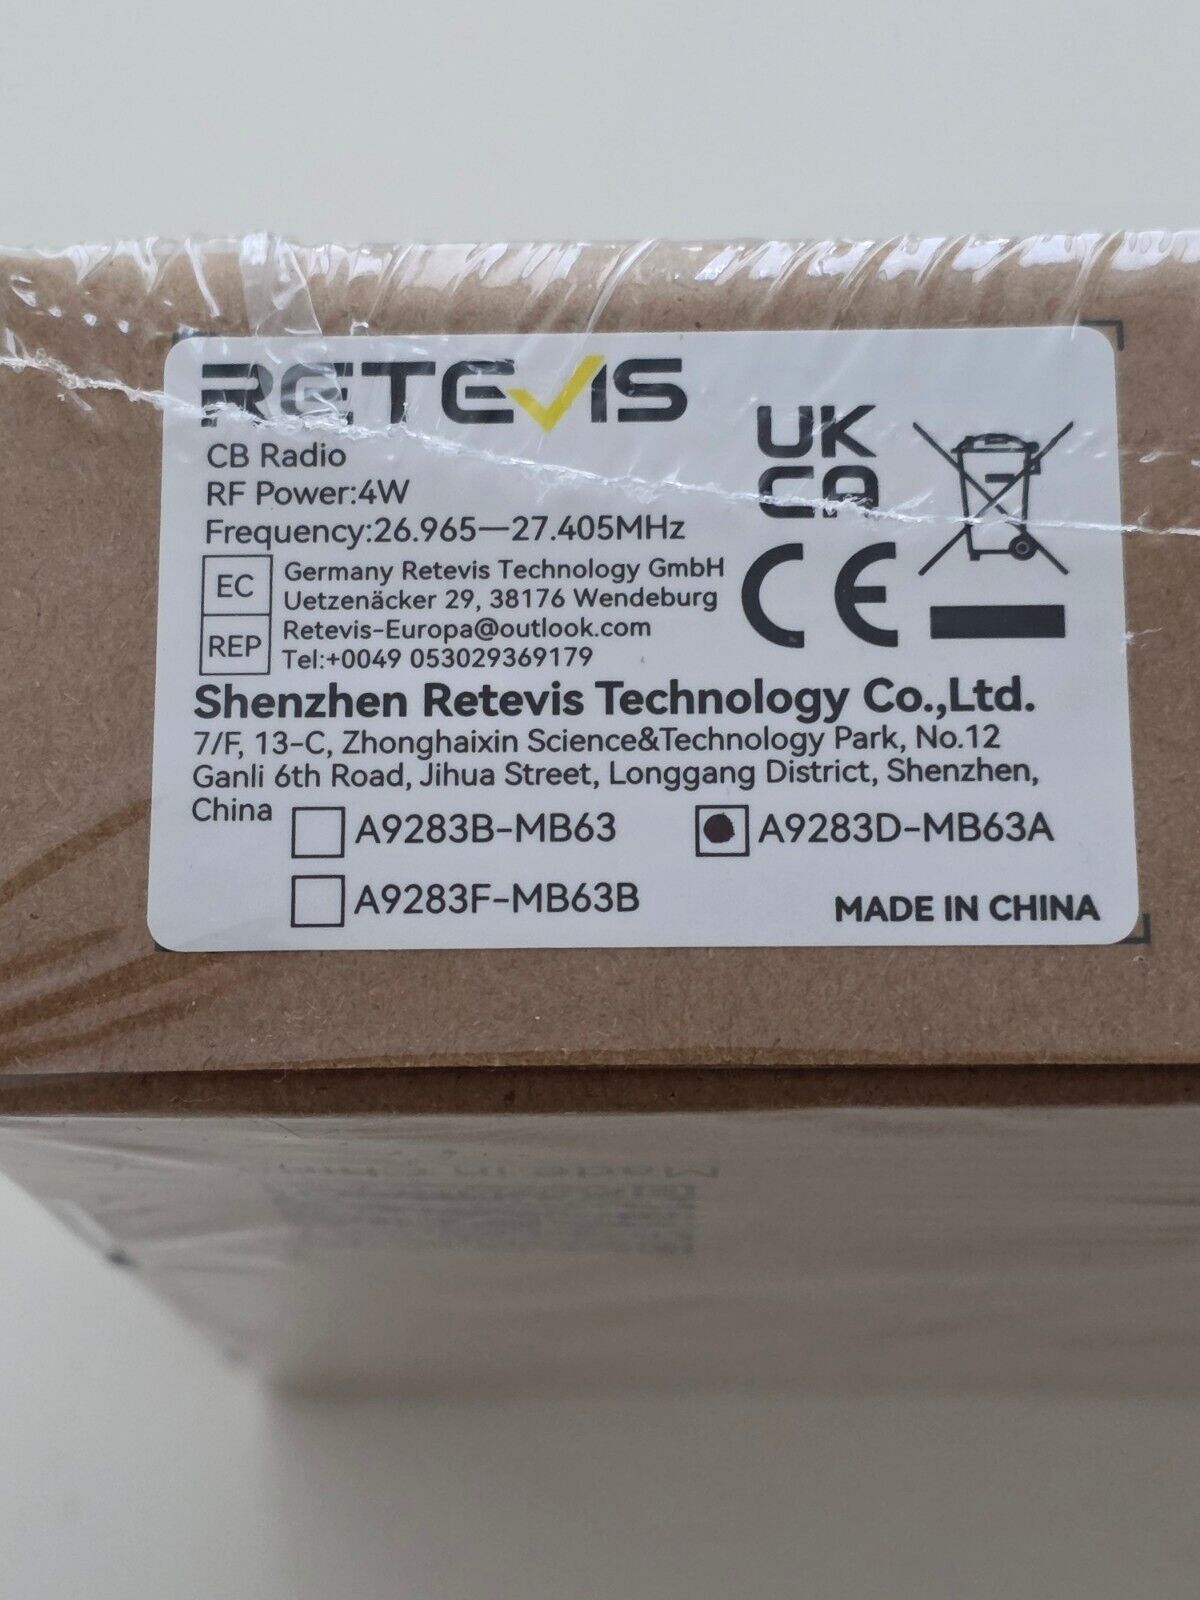 RETEVIS
CB Radio
RF Power:4W
Frequency:26.965—27.405MHz
UK
CA
CE
EC
REP
Germany Retevis Technology GmbH
Uetzenäcker 29, 38176 Wendeburg
Retevis-Europa@outlook.com
Tel:+0049 053029369179
Shenzhen Retevis Technology Co.,Ltd.
7/F, 13-C, Zhonghaixin Science&Technology Park, No.12
Ganli 6th Road, Jihua Street, Longgang District, Shenzhen,
China
A9283B-MB63
A9283D-MB63A
A9283F-MB63B
MADE IN CHINA